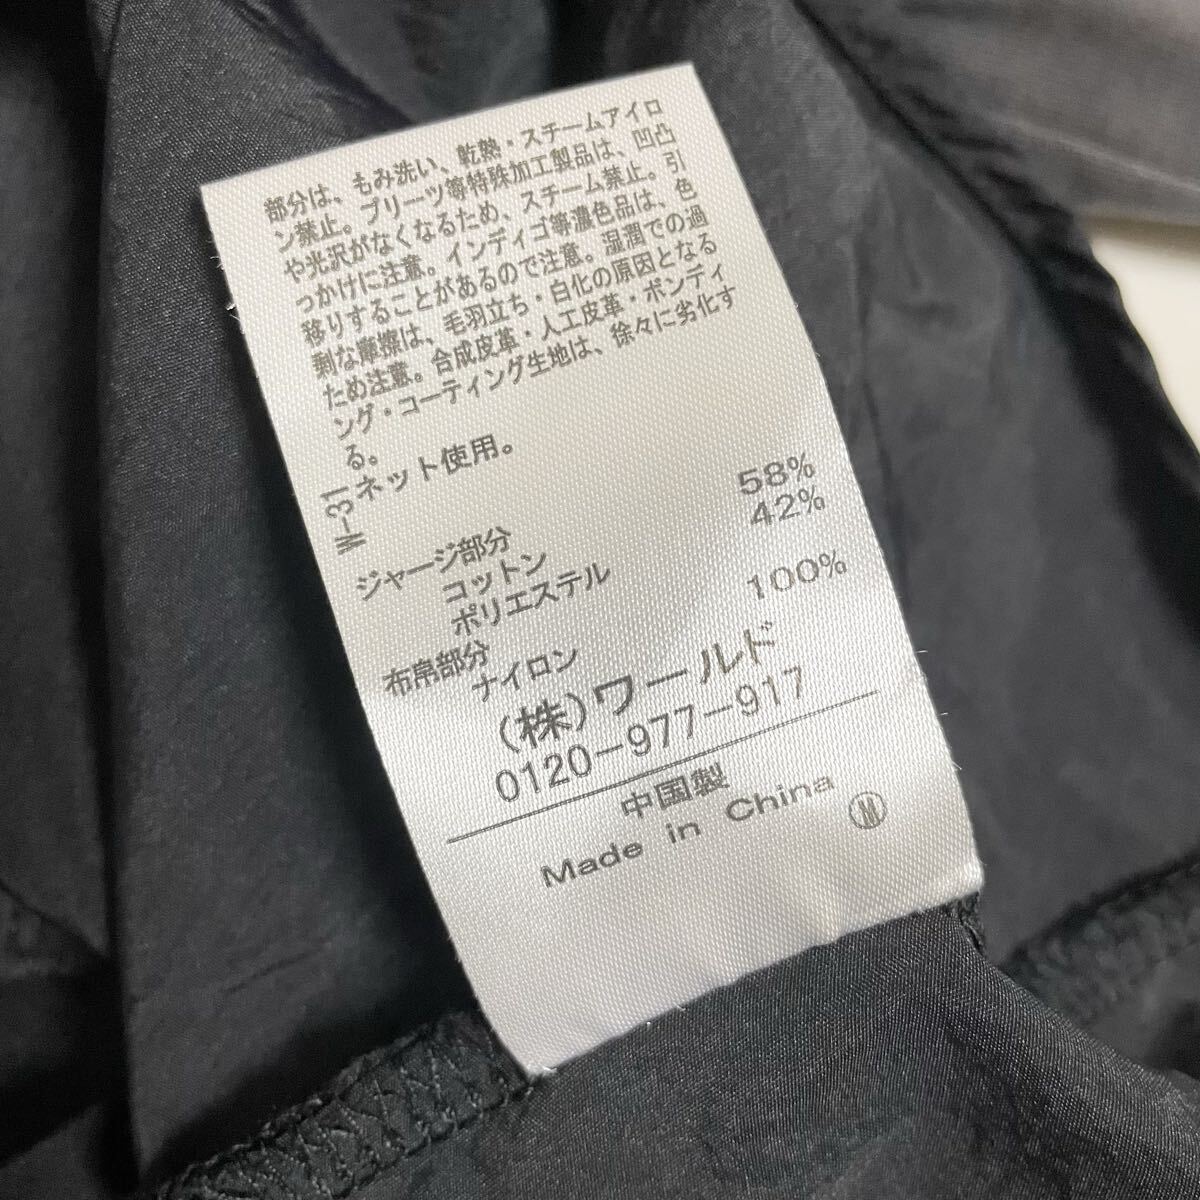 部分は、もみ洗い、乾熱・スチームアイロ
ン禁止。プリーツ等特殊加工製品は、凹凸
や光沢がなくなるため、スチーム禁止。引
っかけに注意。インディゴ等濃色品は、色
移りすることがあるので注意。湿潤での過
剰な摩擦は、毛羽立ち・白化の原因となる
ため注意。合成皮革・人工皮革・ボンディ
ング・コーティング生地は、徐々に劣化す
る。
ネット使用。
W-31
ジャージ部分
コットン 58%
ポリエステル 42%
布帛部分
ナイロン 100%
(株)ワールド
0120-977-917
中国製
Made in China
M